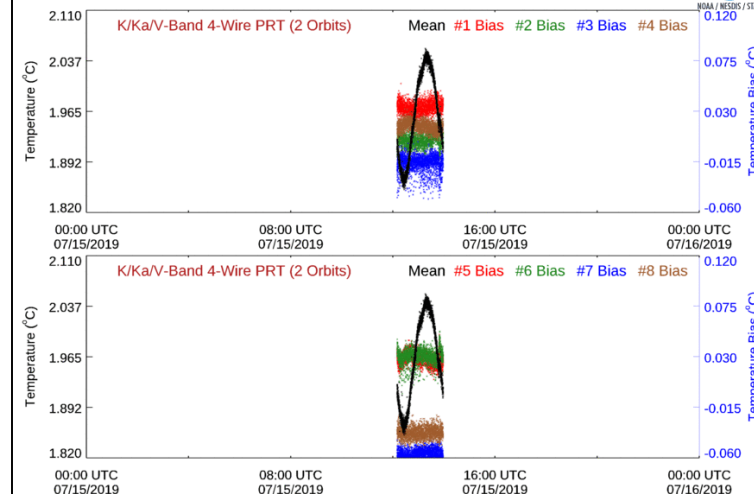 NOAA / NESDIS / ST
K/Ka/V-Band 4-Wire PRT (2 Orbits) Mean #1 Bias #2 Bias #3 Bias #4 Bias
Temperature (°C)
2.110
2.037
1.965
1.892
1.820
0.120
0.075
0.030
-0.015
-0.060
Temperature Bias (°C)
00:00 UTC 08:00 UTC 16:00 UTC 00:00 UTC
07/15/2019 07/15/2019 07/15/2019 07/16/2019
K/Ka/V-Band 4-Wire PRT (2 Orbits) Mean #5 Bias #6 Bias #7 Bias #8 Bias
Temperature (°C)
2.110
2.037
1.965
1.892
1.820
0.120
0.075
0.030
-0.015
-0.060
Temperature Bias (°C)
00:00 UTC 08:00 UTC 16:00 UTC 00:00 UTC
07/15/2019 07/15/2019 07/15/2019 07/16/2019